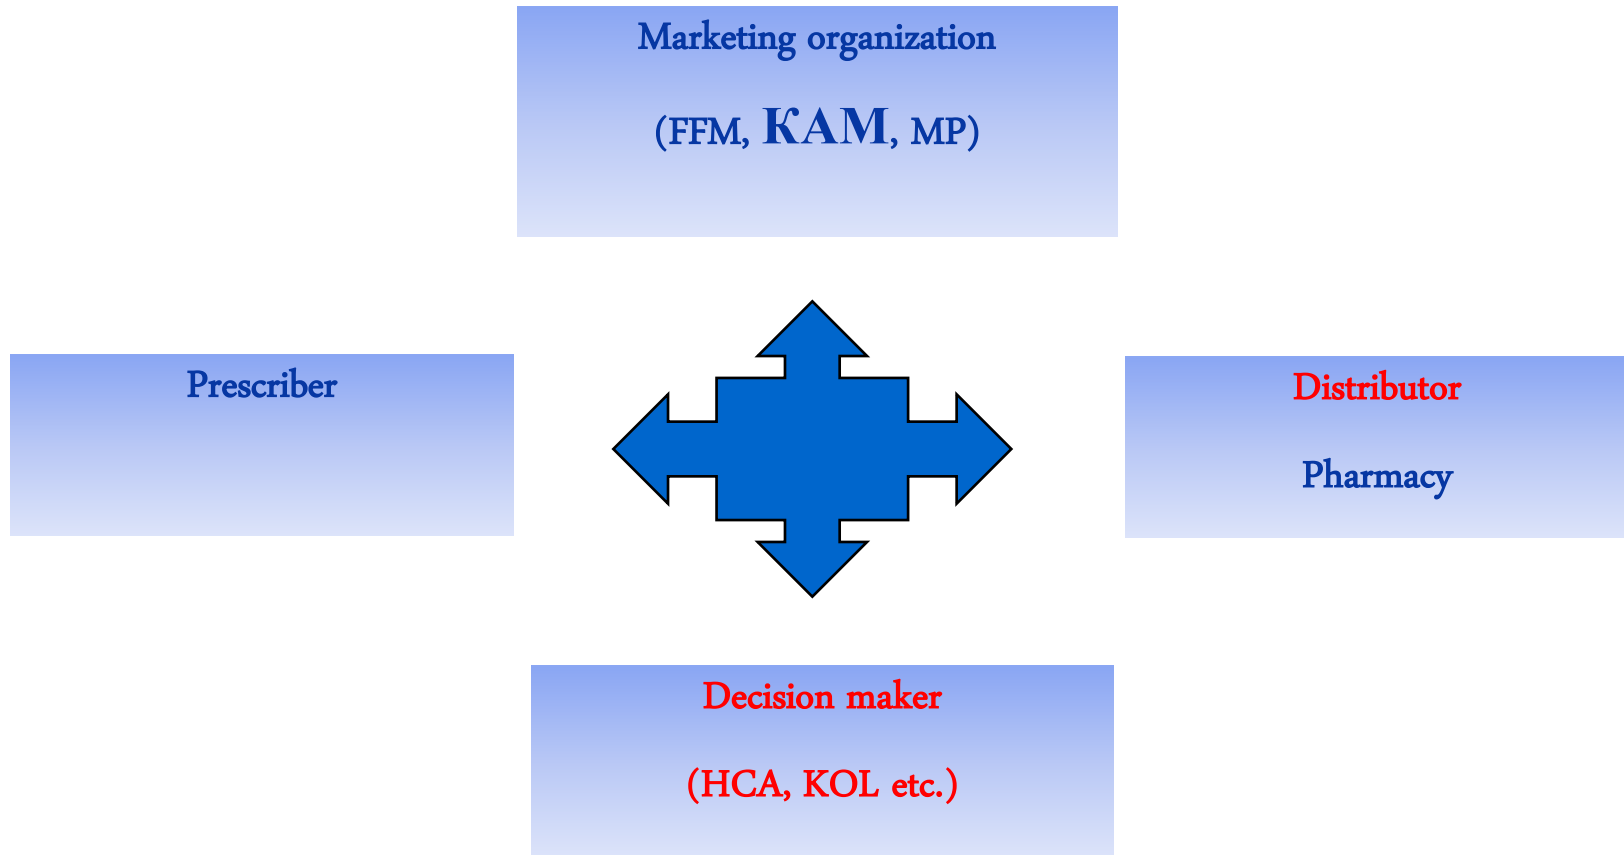 Marketing organization
(FFM, KAM, MP)
Prescriber
Distributor
Pharmacy
Decision maker
(HCA, KOL etc.)